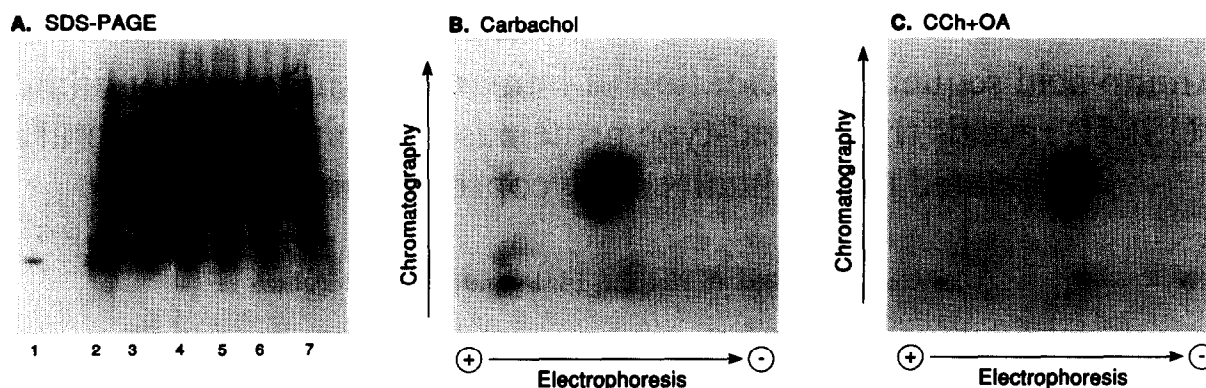 A. SDS-PAGE
1 2 3 4 5 6 7
B. Carbachol
Chromatography
+ -
Electrophoresis
C. CCh+OA
Chromatography
+ -
Electrophoresis